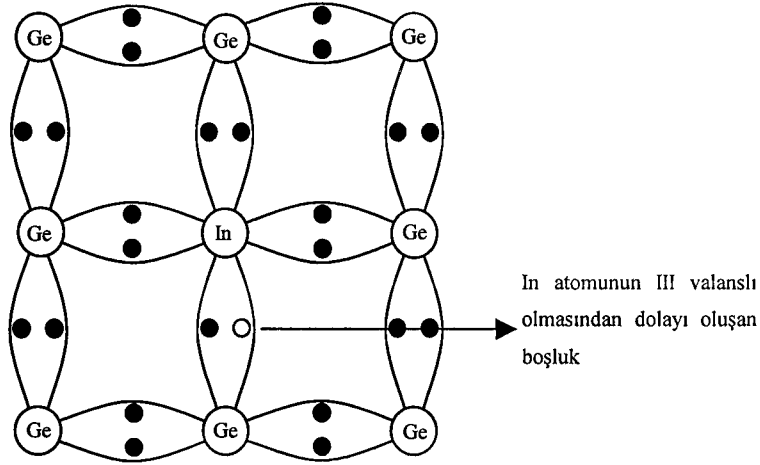 Ge Ge Ge
Ge In Ge
In atomunun III valanslı
olmasından dolayı oluşan
boşluk
Ge Ge Ge